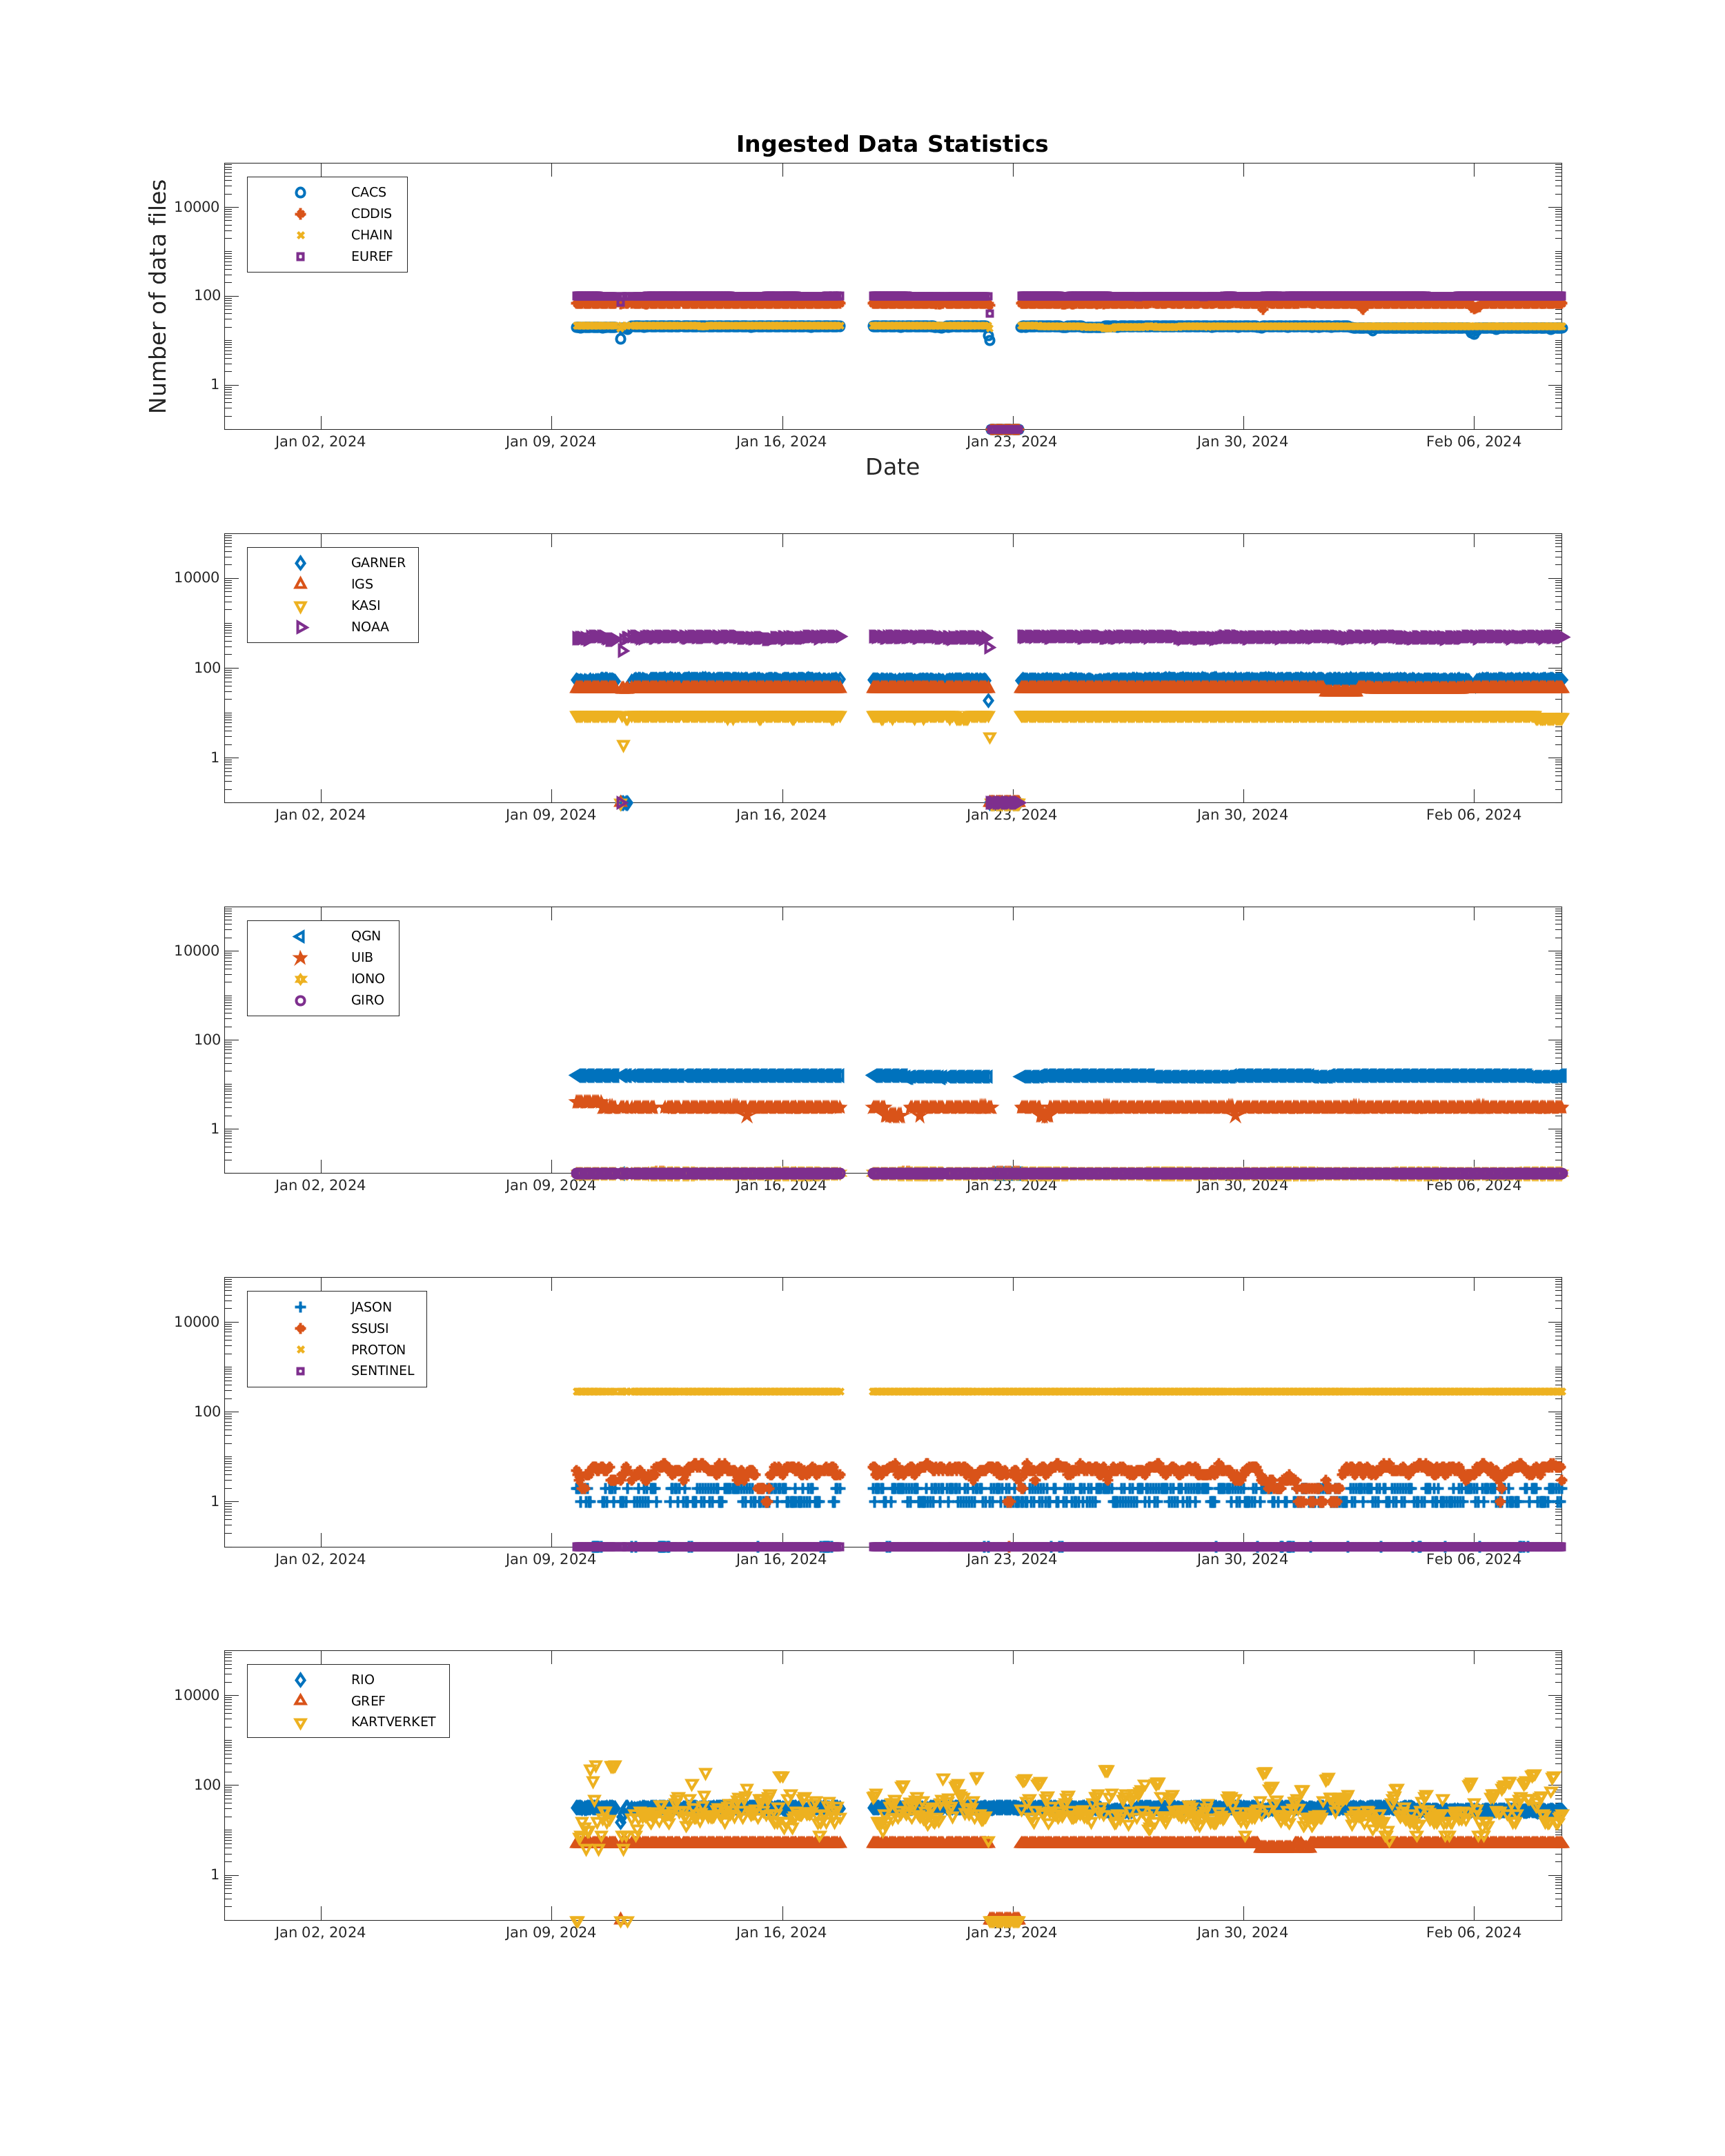 Ingested Data Statistics
Number of data files
10000
100
1
CACS
CDDIS
CHAIN
EUREF
Jan 02, 2024 Jan 09, 2024 Jan 16, 2024 Jan 23, 2024 Jan 30, 2024 Feb 06, 2024
Date
10000
100
1
GARNER
IGS
KASI
NOAA
Jan 02, 2024 Jan 09, 2024 Jan 16, 2024 Jan 23, 2024 Jan 30, 2024 Feb 06, 2024
10000
100
1
QGN
UIB
IONO
GIRO
Jan 02, 2024 Jan 09, 2024 Jan 16, 2024 Jan 23, 2024 Jan 30, 2024 Feb 06, 2024
10000
100
1
JASON
SSUSI
PROTON
SENTINEL
Jan 02, 2024 Jan 09, 2024 Jan 16, 2024 Jan 23, 2024 Jan 30, 2024 Feb 06, 2024
10000
100
1
RIO
GREF
KARTVERKET
Jan 02, 2024 Jan 09, 2024 Jan 16, 2024 Jan 23, 2024 Jan 30, 2024 Feb 06, 2024